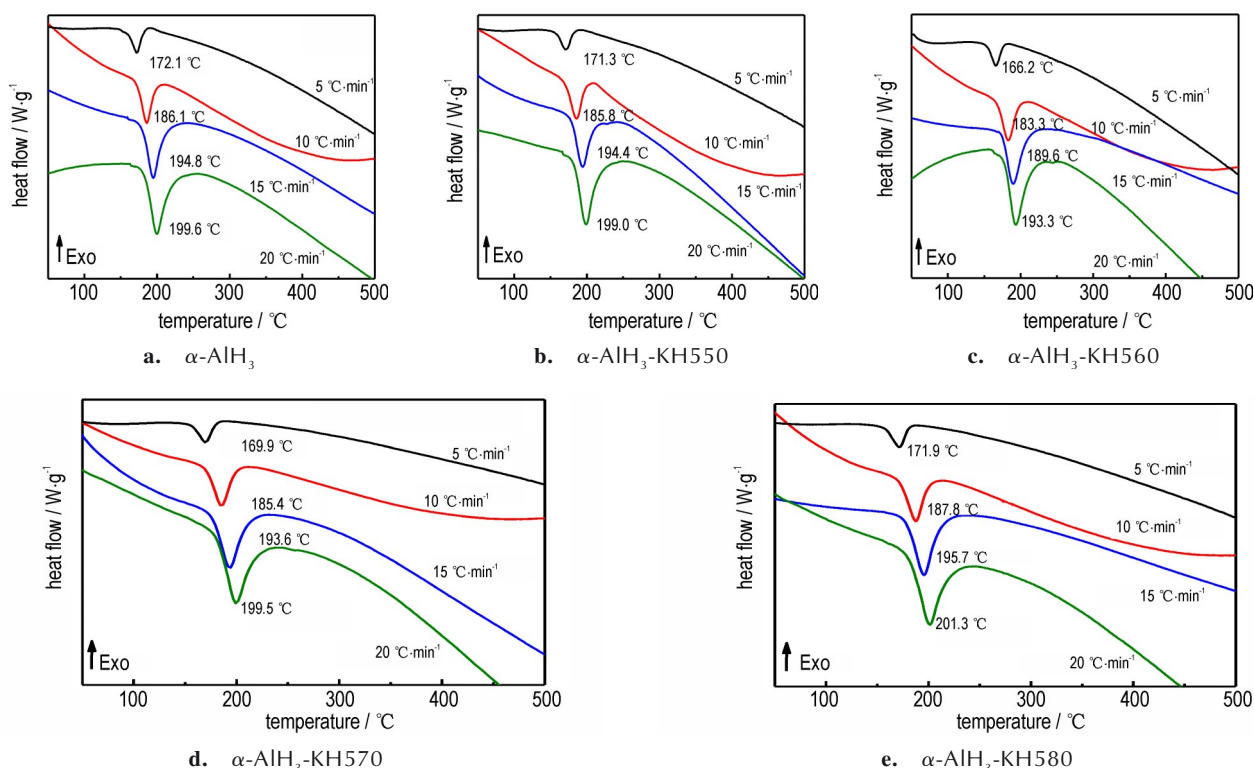 heat flow / W·g⁻¹
172.1 ℃
5 ℃·min⁻¹
186.1 ℃
10 ℃·min⁻¹
194.8 ℃
15 ℃·min⁻¹
199.6 ℃
20 ℃·min⁻¹
Exo
100 200 300 400 500
temperature / ℃
a. α-AlH₃
heat flow / W·g⁻¹
171.3 ℃
5 ℃·min⁻¹
185.8 ℃
10 ℃·min⁻¹
194.4 ℃
15 ℃·min⁻¹
199.0 ℃
20 ℃·min⁻¹
Exo
100 200 300 400 500
temperature / ℃
b. α-AlH₃-KH550
heat flow / W·g⁻¹
166.2 ℃
5 ℃·min⁻¹
183.3 ℃
10 ℃·min⁻¹
189.6 ℃
15 ℃·min⁻¹
193.3 ℃
20 ℃·min⁻¹
Exo
100 200 300 400 500
temperature / ℃
c. α-AlH₃-KH560
heat flow / W·g⁻¹
169.9 ℃
5 ℃·min⁻¹
185.4 ℃
10 ℃·min⁻¹
193.6 ℃
15 ℃·min⁻¹
199.5 ℃
20 ℃·min⁻¹
Exo
100 200 300 400 500
temperature / ℃
d. α-AlH₃-KH570
heat flow / W·g⁻¹
171.9 ℃
5 ℃·min⁻¹
187.8 ℃
10 ℃·min⁻¹
195.7 ℃
15 ℃·min⁻¹
201.3 ℃
20 ℃·min⁻¹
Exo
100 200 300 400 500
temperature / ℃
e. α-AlH₃-KH580